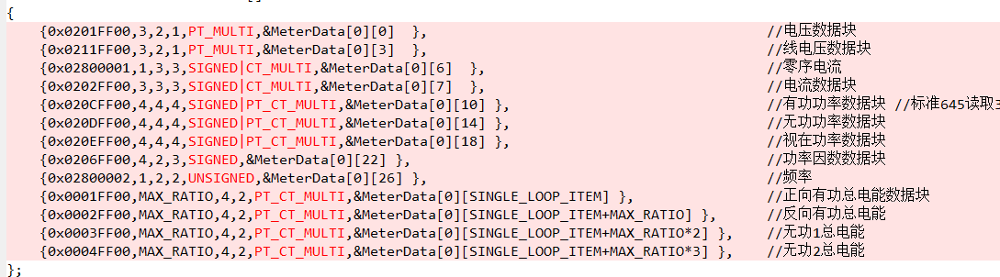 {
{0x0201FF00,3,2,1,PT_MULTI,&MeterData[0][0]  }, //电压数据块
{0x0211FF00,3,2,1,PT_MULTI,&MeterData[0][3]  }, //线电压数据块
{0x02800001,1,3,3,SIGNED|CT_MULTI,&MeterData[0][6]  }, //零序电流
{0x0202FF00,3,3,3,SIGNED|CT_MULTI,&MeterData[0][7]  }, //电流数据块
{0x020CFF00,4,4,4,SIGNED|PT_CT_MULTI,&MeterData[0][10] }, //有功功率数据块 //标准645读取
{0x020DFF00,4,4,4,SIGNED|PT_CT_MULTI,&MeterData[0][14] }, //无功功率数据块
{0x020EFF00,4,4,4,SIGNED|PT_CT_MULTI,&MeterData[0][18] }, //视在功率数据块
{0x0206FF00,4,2,3,SIGNED,&MeterData[0][22] }, //功率因数数据块
{0x02800002,1,2,2,UNSIGNED,&MeterData[0][26] }, //频率
{0x0001FF00,MAX_RATIO,4,2,PT_CT_MULTI,&MeterData[0][SINGLE_LOOP_ITEM] }, //正向有功总电能数据块
{0x0002FF00,MAX_RATIO,4,2,PT_CT_MULTI,&MeterData[0][SINGLE_LOOP_ITEM+MAX_RATIO] }, //反向有功总电能
{0x0003FF00,MAX_RATIO,4,2,PT_CT_MULTI,&MeterData[0][SINGLE_LOOP_ITEM+MAX_RATIO*2] }, //无功1总电能
{0x0004FF00,MAX_RATIO,4,2,PT_CT_MULTI,&MeterData[0][SINGLE_LOOP_ITEM+MAX_RATIO*3] }, //无功2总电能
};